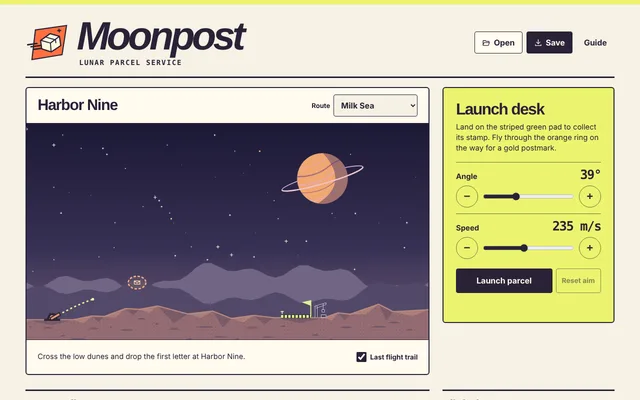 Moonpost
LUNAR PARCEL SERVICE
Open
Save
Guide
Harbor Nine
Route
Milk Sea
Cross the low dunes and drop the first letter at Harbor Nine.
Last flight trail
Launch desk
Land on the striped green pad to collect
its stamp. Fly through the orange ring on
the way for a gold postmark.
Angle
39°
−
+
Speed
235 m/s
−
+
Launch parcel
Reset aim